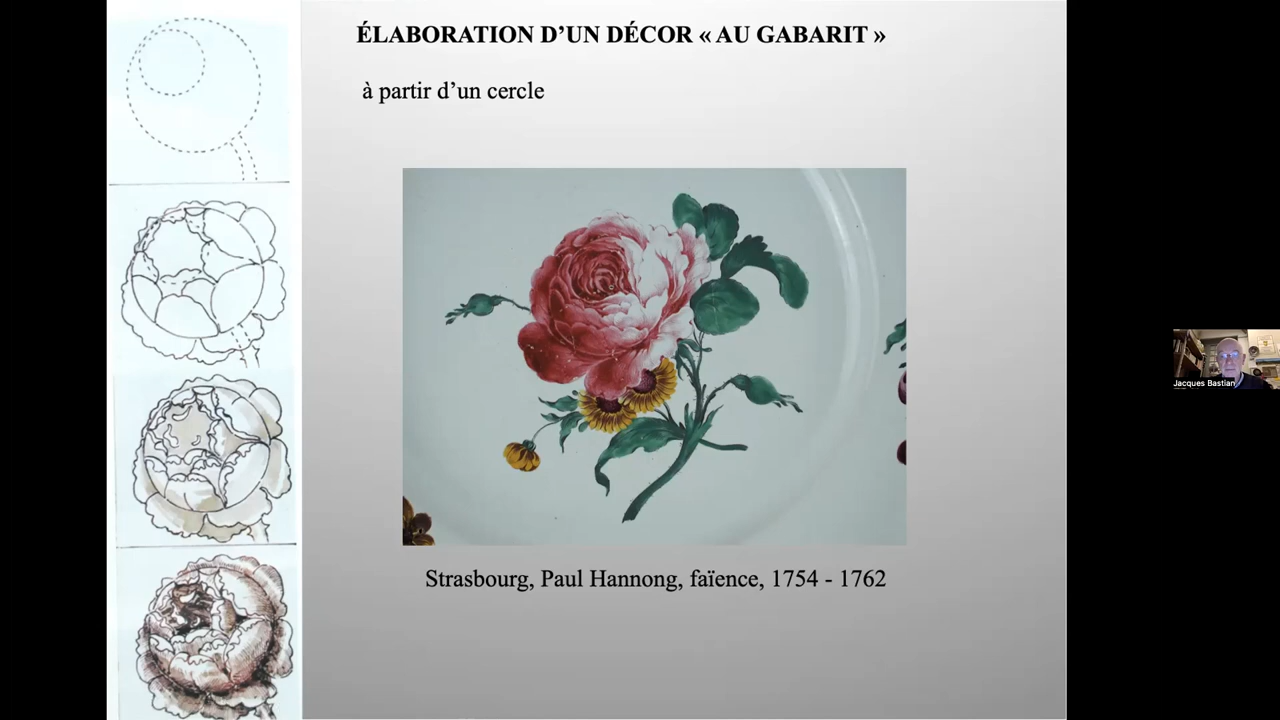 ÉLABORATION D’UN DÉCOR « AU GABARIT »
à partir d’un cercle
Strasbourg, Paul Hannong, faïence, 1754 - 1762
Jacques Bastian